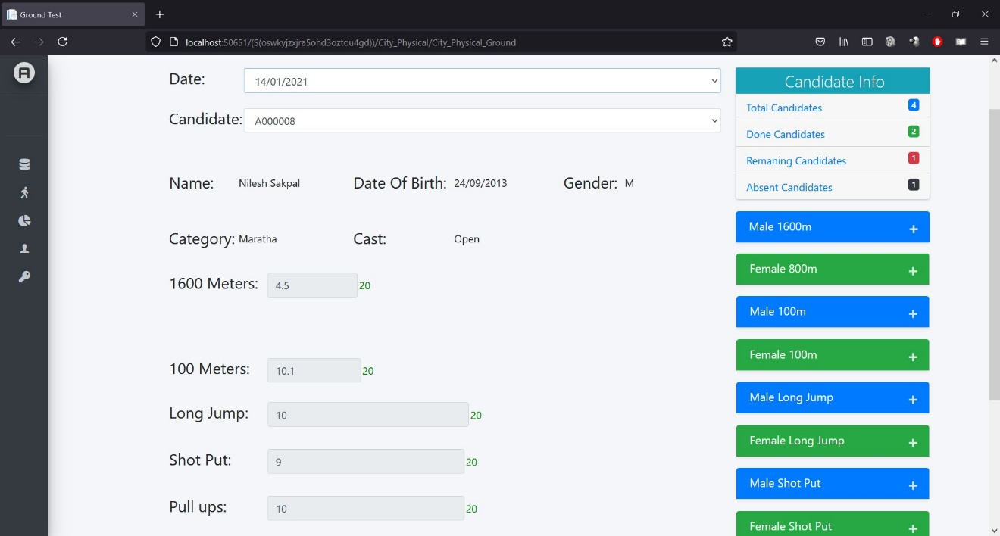 Ground Test
localhost:50651/(S(oswkyjzxjra5ohd3oztou4gd))/City_Physical/City_Physical_Ground
A
Date: 14/01/2021
Candidate: A000008
Name: Nilesh Sakpal Date Of Birth: 24/09/2013 Gender: M
Category: Maratha Cast: Open
1600 Meters: 4.5 20
100 Meters: 10.1 20
Long Jump: 10 20
Shot Put: 9 20
Pull ups: 10 20
Candidate Info
Total Candidates 4
Done Candidates 2
Remaning Candidates 1
Absent Candidates 1
Male 1600m +
Female 800m +
Male 100m +
Female 100m +
Male Long Jump +
Female Long Jump +
Male Shot Put +
Female Shot Put +